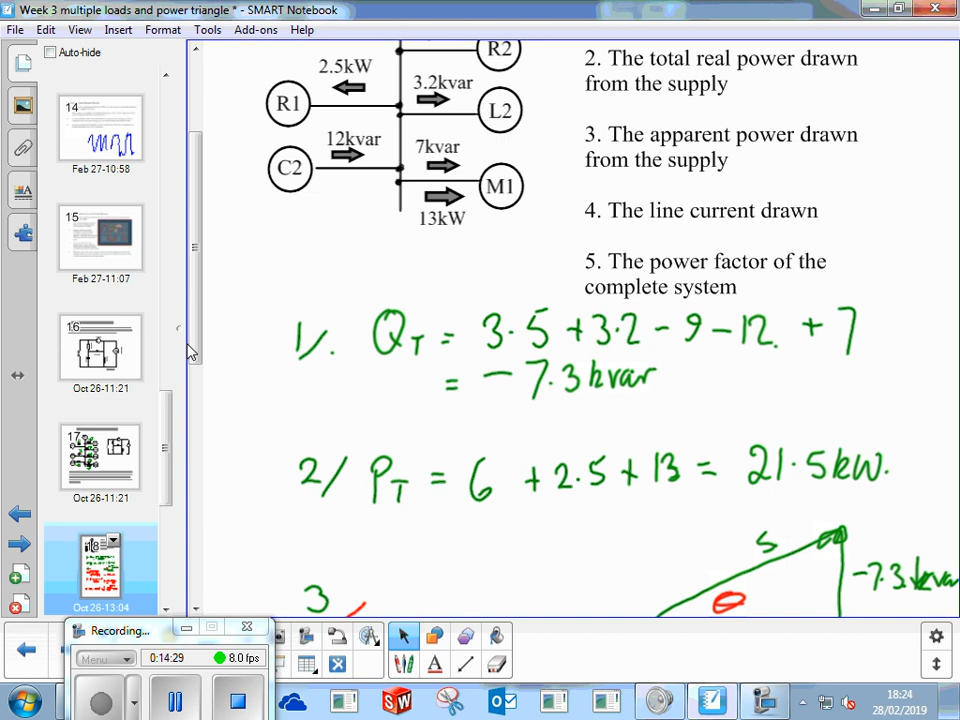 Week 3 multiple loads and power triangle * - SMART Notebook
File Edit View Insert Format Tools Add-ons Help
Auto-hide
14
Feb 27-10:58
15
Feb 27-11:07
16
Oct 26-11:21
17
Oct 26-11:21
18
Oct 26-13:04
R2
2.5kW
3.2kvar
R1
L2
12kvar
7kvar
C2
M1
13kW
2. The total real power drawn
from the supply
3. The apparent power drawn
from the supply
4. The line current drawn
5. The power factor of the
complete system
1/. QT = 3.5 + 3.2 - 9 - 12. + 7
= - 7.3 kvar
2/ PT = 6 + 2.5 + 13 = 21.5kW.
3/
S
θ
-7.3 kvar
Recording...
Menu
0:14:29
8.0 fps
A
18:24
28/02/2019